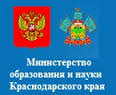 Министерство
образования и науки
Краснодарского края